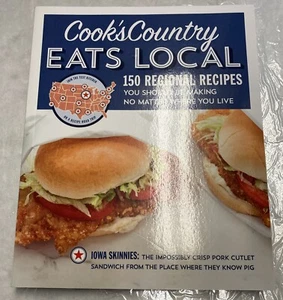 Cook'sCountry
EATS LOCAL
150 REGIONAL RECIPES
YOU SHOULD BE MAKING
NO MATTER WHERE YOU LIVE
IOWA SKINNIES: THE IMPOSSIBLY CRISP PORK CUTLET
SANDWICH FROM THE PLACE WHERE THEY KNOW PIG